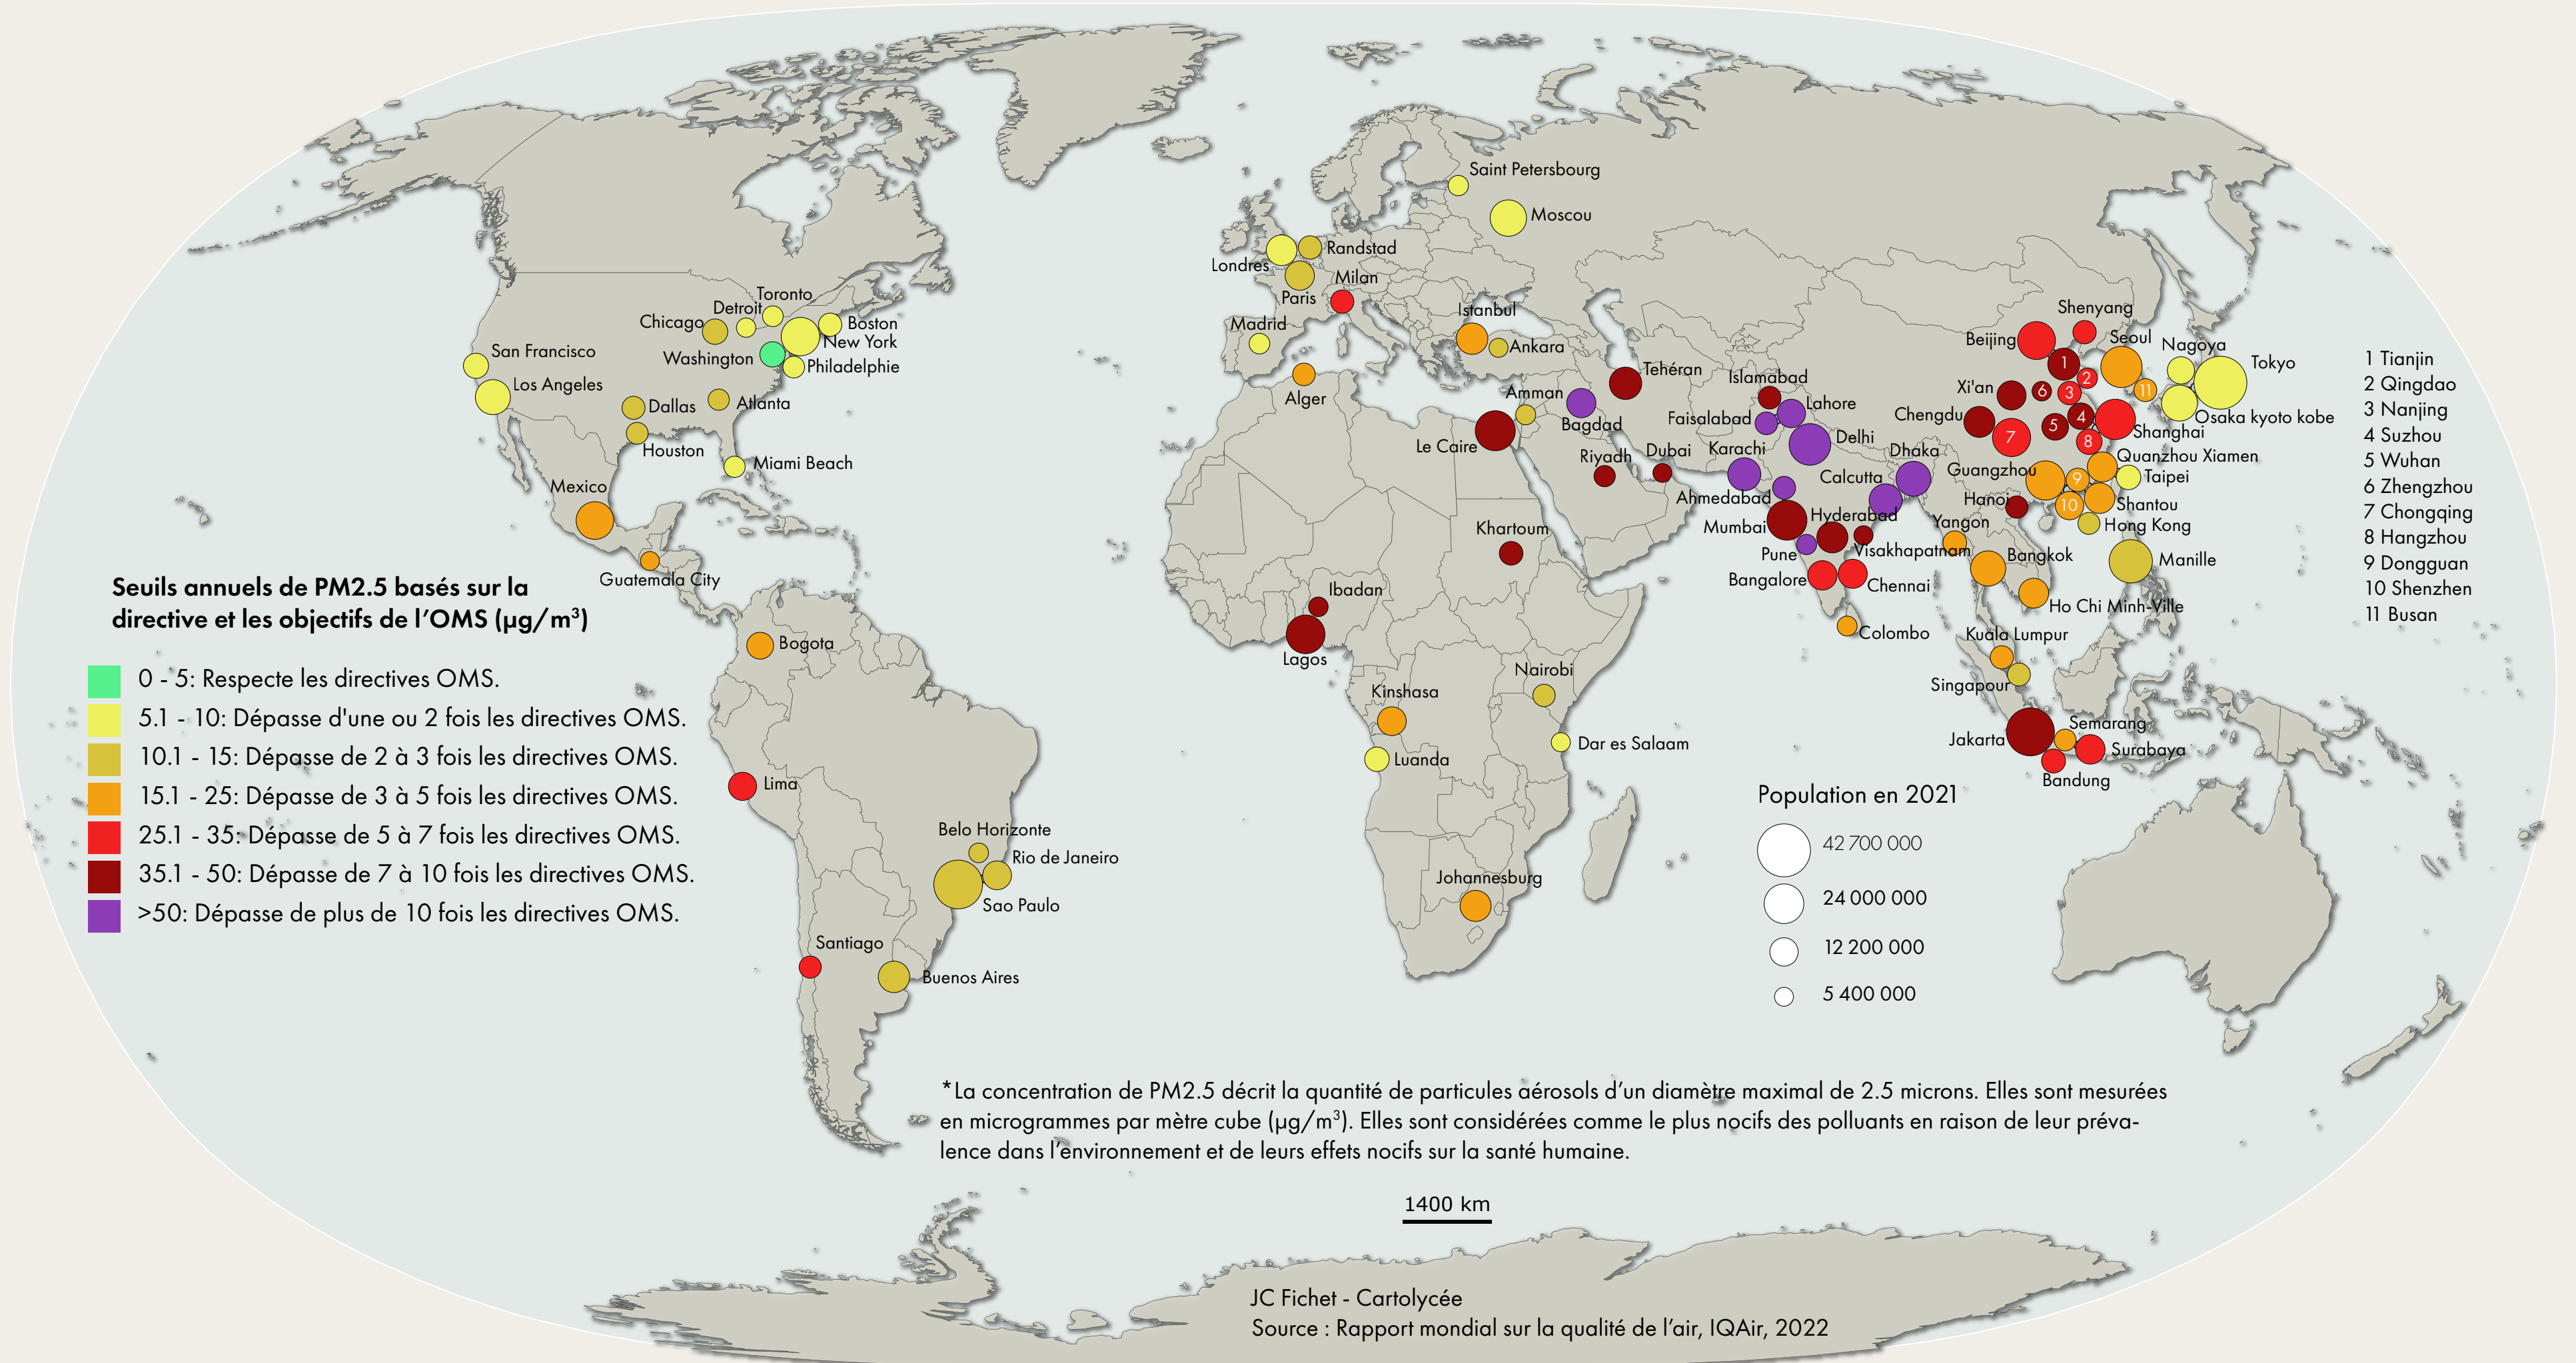 Saint Petersbourg
Moscou
Randstad
Londres
Milan
Paris
Istanbul
Madrid
Ankara
Alger
Toronto
Detroit
Chicago
Boston
New York
Washington
Philadelphie
San Francisco
Los Angeles
Dallas
Atlanta
Houston
Miami Beach
Mexico
Guatemala City
Bogota
Lima
Belo Horizonte
Rio de Janeiro
Sao Paulo
Santiago
Buenos Aires
Tehéran
Amman
Bagdad
Le Caire
Riyadh
Dubai
Khartoum
Ibadan
Lagos
Nairobi
Kinshasa
Dar es Salaam
Luanda
Johannesburg
Islamabad
Lahore
Faisalabad
Delhi
Karachi
Dhaka
Calcutta
Ahmedabad
Hyderabad
Mumbai
Visakhapatnam
Pune
Bangalore
Chennai
Colombo
Shenyang
Beijing
Seoul
Nagoya
Tokyo
1
2
Xi'an
6
3
11
Chengdu
4
5
Osaka kyoto kobe
7
8
Shanghai
Quanzhou Xiamen
Guangzhou
9
Taipei
Hanoi
10
Shantou
Yangon
Hong Kong
Bangkok
Manille
Ho Chi Minh-Ville
Kuala Lumpur
Singapour
Semarang
Jakarta
Surabaya
Bandung
1 Tianjin
2 Qingdao
3 Nanjing
4 Suzhou
5 Wuhan
6 Zhengzhou
7 Chongqing
8 Hangzhou
9 Dongguan
10 Shenzhen
11 Busan
Seuils annuels de PM2.5 basés sur la
directive et les objectifs de l’OMS (µg/m³)
0 - 5: Respecte les directives OMS.
5.1 - 10: Dépasse d'une ou 2 fois les directives OMS.
10.1 - 15: Dépasse de 2 à 3 fois les directives OMS.
15.1 - 25: Dépasse de 3 à 5 fois les directives OMS.
25.1 - 35: Dépasse de 5 à 7 fois les directives OMS.
35.1 - 50: Dépasse de 7 à 10 fois les directives OMS.
>50: Dépasse de plus de 10 fois les directives OMS.
Population en 2021
42 700 000
24 000 000
12 200 000
5 400 000
*La concentration de PM2.5 décrit la quantité de particules aérosols d’un diamètre maximal de 2.5 microns. Elles sont mesurées
en microgrammes par mètre cube (µg/m³). Elles sont considérées comme le plus nocifs des polluants en raison de leur préva-
lence dans l’environnement et de leurs effets nocifs sur la santé humaine.
1400 km
JC Fichet - Cartolycée
Source : Rapport mondial sur la qualité de l’air, IQAir, 2022